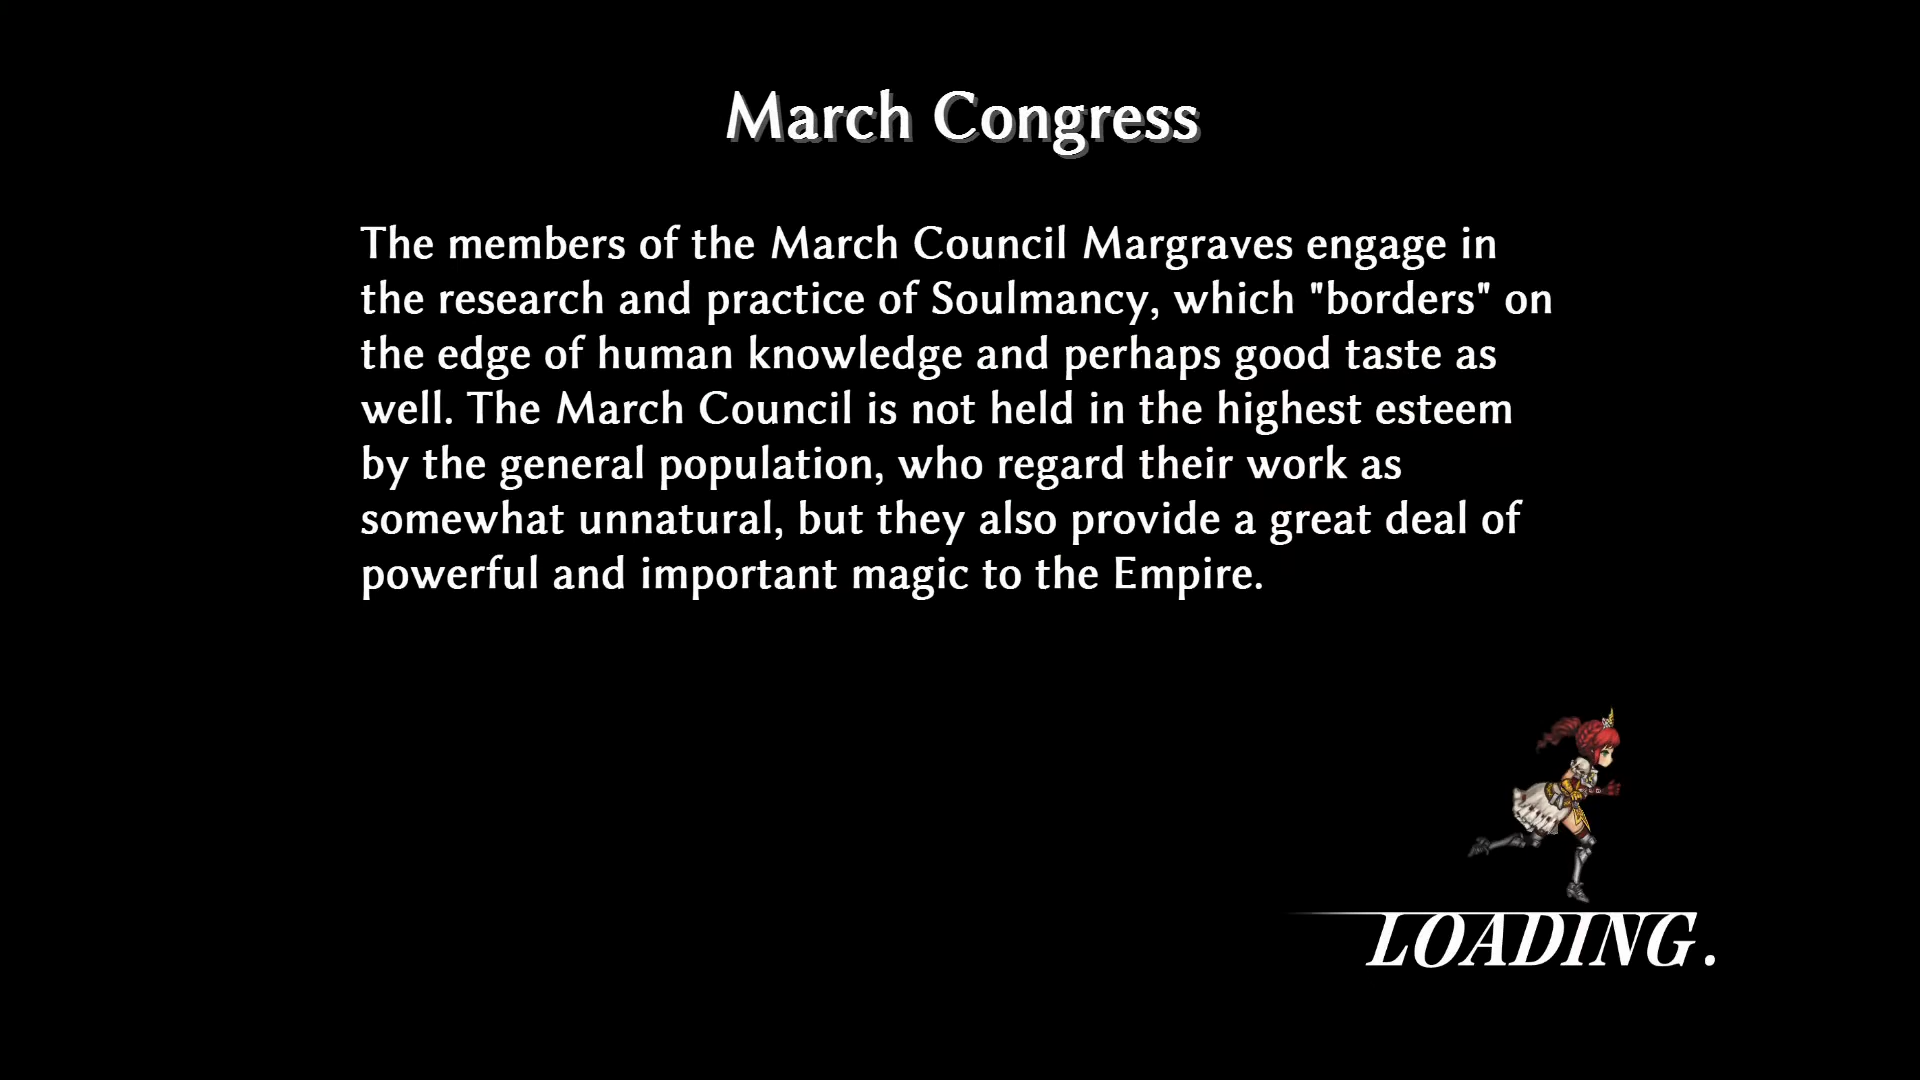 March Congress
The members of the March Council Margraves engage in
the research and practice of Soulmancy, which "borders" on
the edge of human knowledge and perhaps good taste as
well. The March Council is not held in the highest esteem
by the general population, who regard their work as
somewhat unnatural, but they also provide a great deal of
powerful and important magic to the Empire.
LOADING.